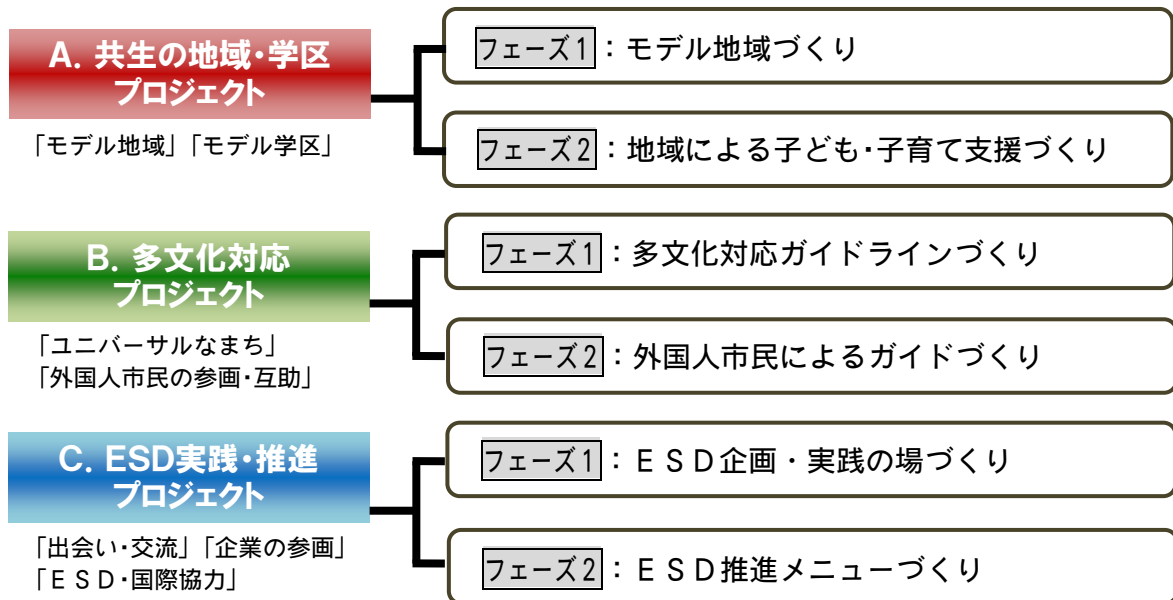 A. 共生の地域・学区
プロジェクト
「モデル地域」「モデル学区」
フェーズ1：モデル地域づくり
フェーズ2：地域による子ども・子育て支援づくり
B. 多文化対応
プロジェクト
「ユニバーサルなまち」
「外国人市民の参画・互助」
フェーズ1：多文化対応ガイドラインづくり
フェーズ2：外国人市民によるガイドづくり
C. ESD実践・推進
プロジェクト
「出会い・交流」「企業の参画」
「ＥＳＤ・国際協力」
フェーズ1：ＥＳＤ企画・実践の場づくり
フェーズ2：ＥＳＤ推進メニューづくり